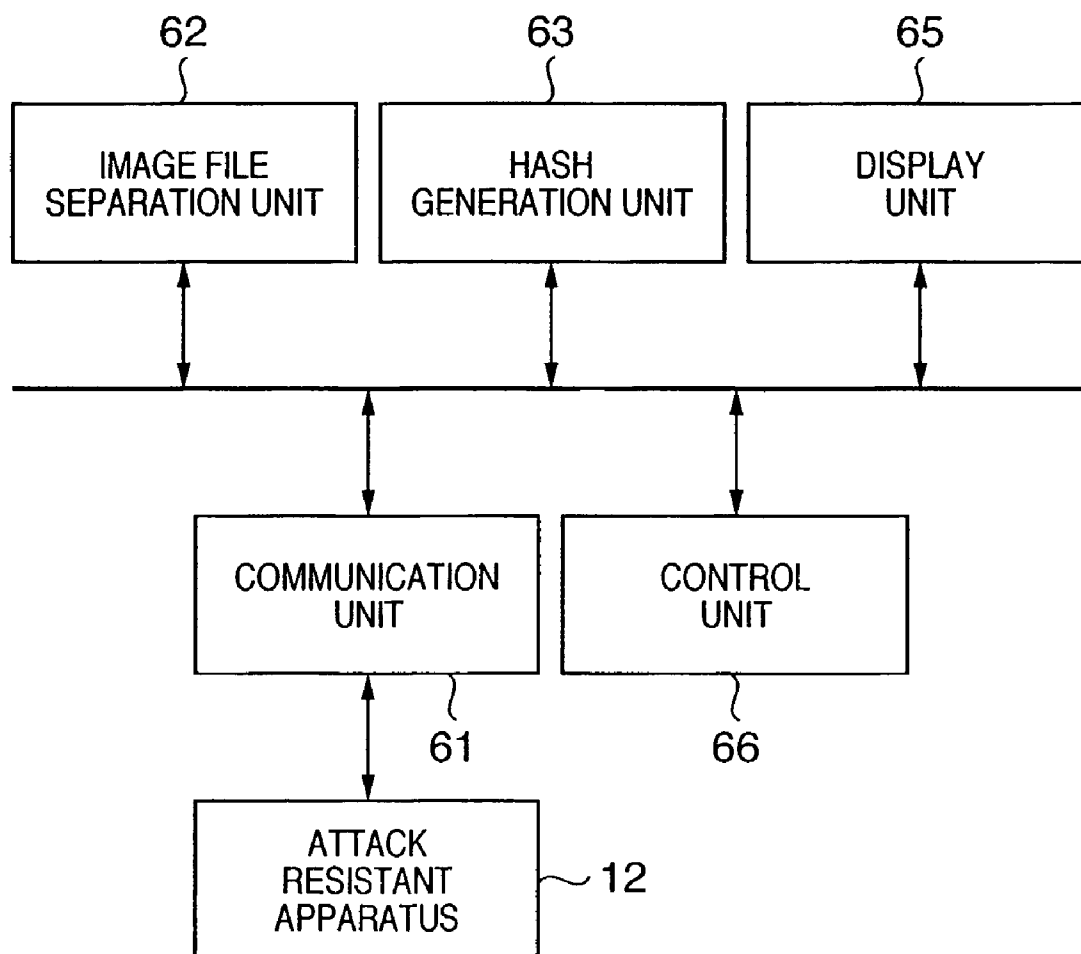 62
63
65
IMAGE FILE
SEPARATION UNIT
HASH
GENERATION UNIT
DISPLAY
UNIT
COMMUNICATION
UNIT
CONTROL
UNIT
61
66
ATTACK
RESISTANT
APPARATUS
12